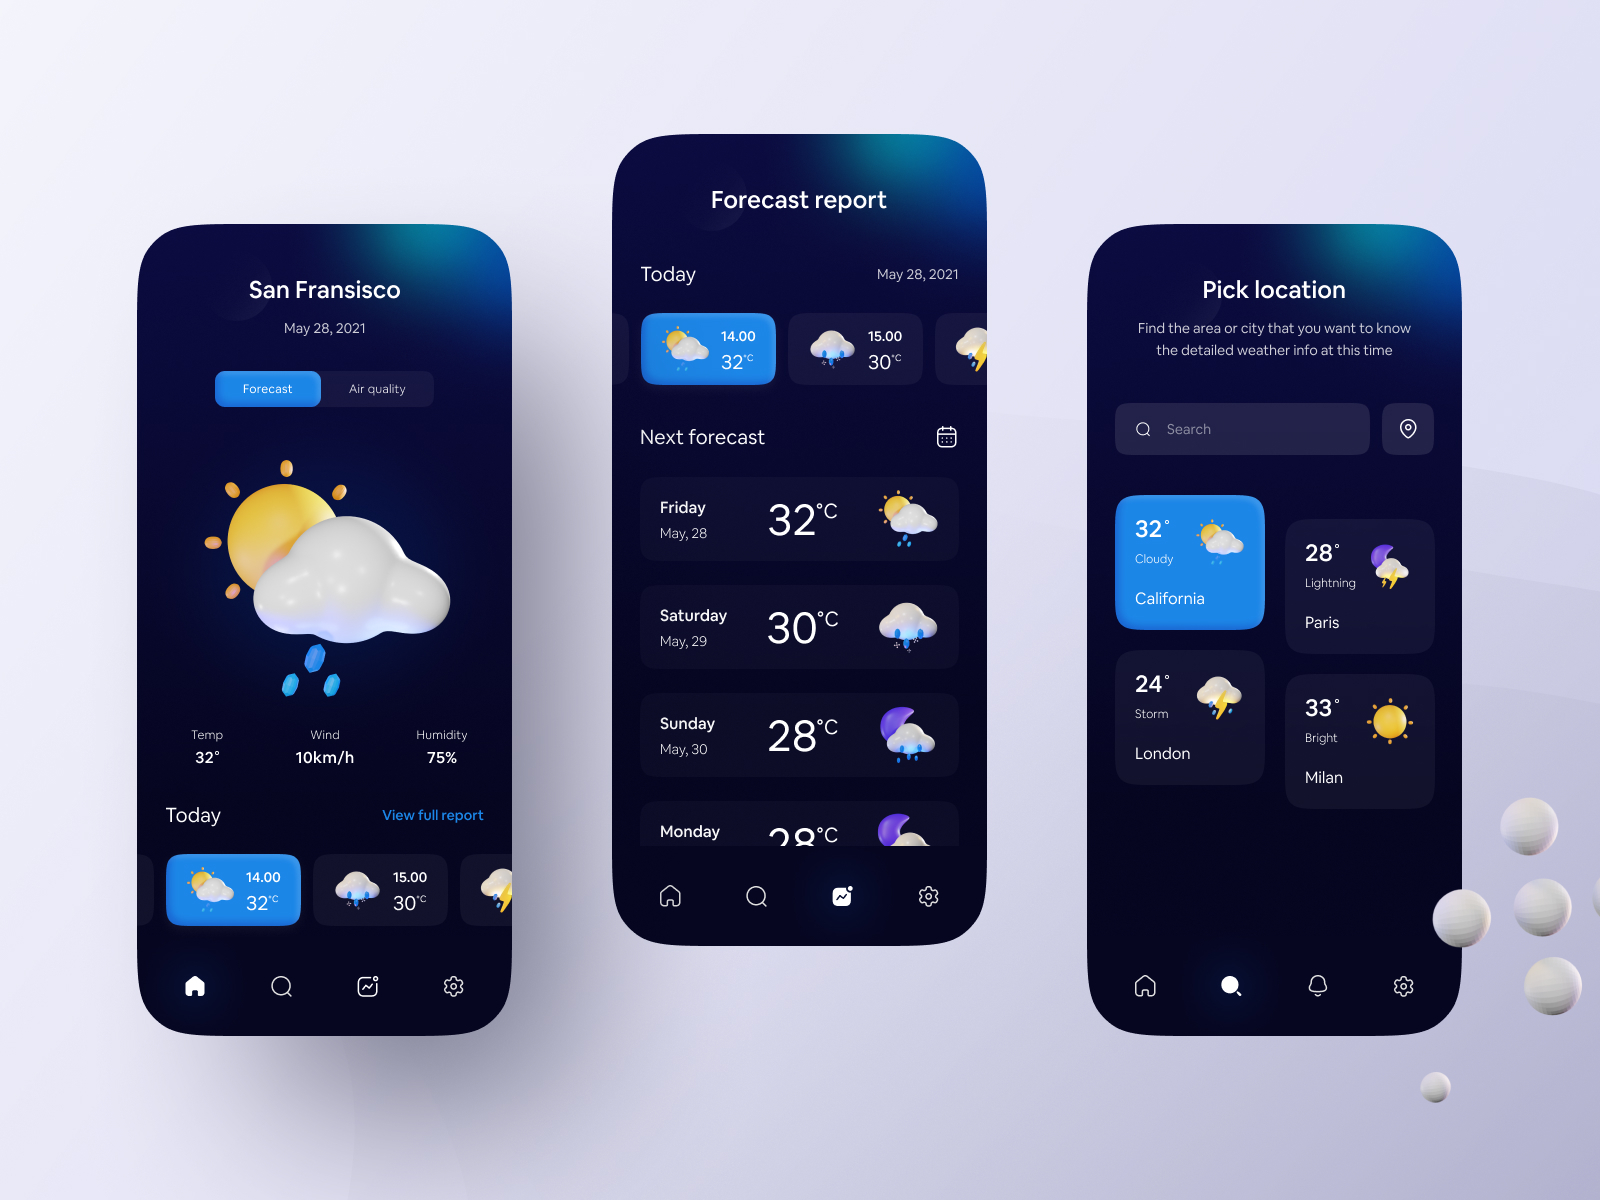 San Fransisco
May 28, 2021
Forecast
Air quality
Temp
32°
Wind
10km/h
Humidity
75%
Today
View full report
14.00
32°C
15.00
30°C
Forecast report
Today
May 28, 2021
14.00
32°C
15.00
30°C
Next forecast
Friday
May, 28
32°C
Saturday
May, 29
30°C
Sunday
May, 30
28°C
Monday
28°C
Pick location
Find the area or city that you want to know
the detailed weather info at this time
Search
32°
Cloudy
California
28°
Lightning
Paris
24°
Storm
London
33°
Bright
Milan